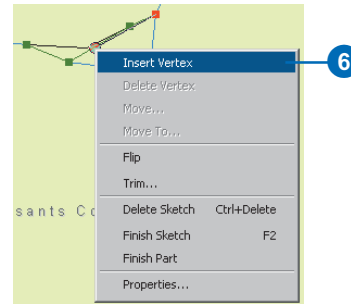 Insert Vertex
6
Delete Vertex
Move...
Move To...
Flip
Trim...
sants Co
Delete Sketch Ctrl+Delete
Finish Sketch F2
Finish Part
Properties...